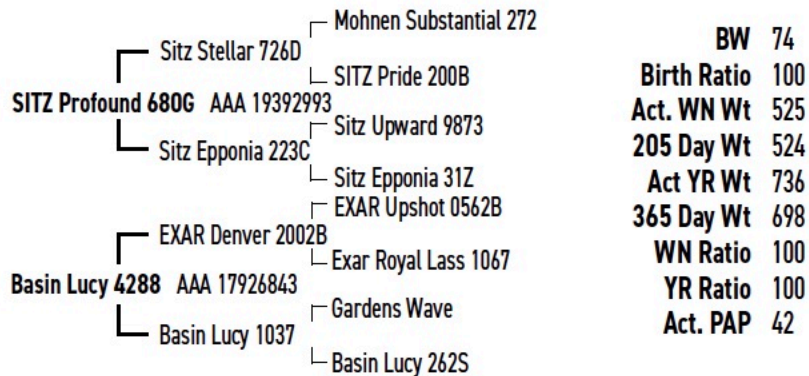 Mohnen Substantial 272
Sitz Stellar 726D
SITZ Pride 200B
SITZ Profound 680G AAA 19392993
Sitz Upward 9873
Sitz Epponia 223C
Sitz Epponia 31Z
EXAR Upshot 0562B
EXAR Denver 2002B
Exar Royal Lass 1067
Basin Lucy 4288 AAA 17926843
Gardens Wave
Basin Lucy 1037
Basin Lucy 262S
BW 74
Birth Ratio 100
Act. WN Wt 525
205 Day Wt 524
Act YR Wt 736
365 Day Wt 698
WN Ratio 100
YR Ratio 100
Act. PAP 42